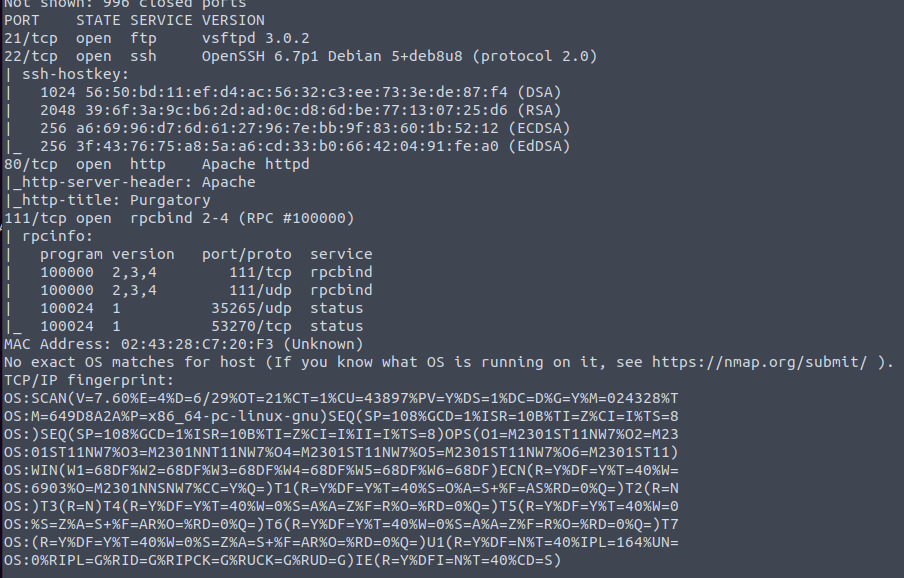 Not shown: 996 closed ports
PORT    STATE SERVICE VERSION
21/tcp  open  ftp     vsftpd 3.0.2
22/tcp  open  ssh     OpenSSH 6.7p1 Debian 5+deb8u8 (protocol 2.0)
| ssh-hostkey:
|   1024 56:50:bd:11:ef:d4:ac:56:32:c3:ee:73:3e:de:87:f4 (DSA)
|   2048 39:6f:3a:9c:b6:2d:ad:0c:d8:6d:be:77:13:07:25:d6 (RSA)
|   256 a6:69:96:d7:6d:61:27:96:7e:bb:9f:83:60:1b:52:12 (ECDSA)
|_  256 3f:43:76:75:a8:5a:a6:cd:33:b0:66:42:04:91:fe:a0 (EdDSA)
80/tcp  open  http    Apache httpd
|_http-server-header: Apache
|_http-title: Purgatory
111/tcp open  rpcbind 2-4 (RPC #100000)
| rpcinfo:
|   program version   port/proto  service
|   100000  2,3,4        111/tcp  rpcbind
|   100000  2,3,4        111/udp  rpcbind
|   100024  1          35265/udp  status
|_  100024  1          53270/tcp  status
MAC Address: 02:43:28:C7:20:F3 (Unknown)
No exact OS matches for host (If you know what OS is running on it, see https://nmap.org/submit/ ).
TCP/IP fingerprint:
OS:SCAN(V=7.60%E=4%D=6/29%OT=21%CT=1%CU=43897%PV=Y%DS=1%DC=D%G=Y%M=024328%T
OS:M=649D8A2A%P=x86_64-pc-linux-gnu)SEQ(SP=108%GCD=1%ISR=10B%TI=Z%CI=I%TS=8
OS:)SEQ(SP=108%GCD=1%ISR=10B%TI=Z%CI=I%II=I%TS=8)OPS(O1=M2301ST11NW7%O2=M23
OS:01ST11NW7%O3=M2301NNT11NW7%O4=M2301ST11NW7%O5=M2301ST11NW7%O6=M2301ST11)
OS:WIN(W1=68DF%W2=68DF%W3=68DF%W4=68DF%W5=68DF%W6=68DF)ECN(R=Y%DF=Y%T=40%W=
OS:6903%O=M2301NNSNW7%CC=Y%Q=)T1(R=Y%DF=Y%T=40%S=O%A=S+%F=AS%RD=0%Q=)T2(R=N
OS:)T3(R=N)T4(R=Y%DF=Y%T=40%W=0%S=A%A=Z%F=R%O=%RD=0%Q=)T5(R=Y%DF=Y%T=40%W=0
OS:%S=Z%A=S+%F=AR%O=%RD=0%Q=)T6(R=Y%DF=Y%T=40%W=0%S=A%A=Z%F=R%O=%RD=0%Q=)T7
OS:(R=Y%DF=Y%T=40%W=0%S=Z%A=S+%F=AR%O=%RD=0%Q=)U1(R=Y%DF=N%T=40%IPL=164%UN=
OS:0%RIPL=G%RID=G%RIPCK=G%RUCK=G%RUD=G)IE(R=Y%DFI=N%T=40%CD=S)